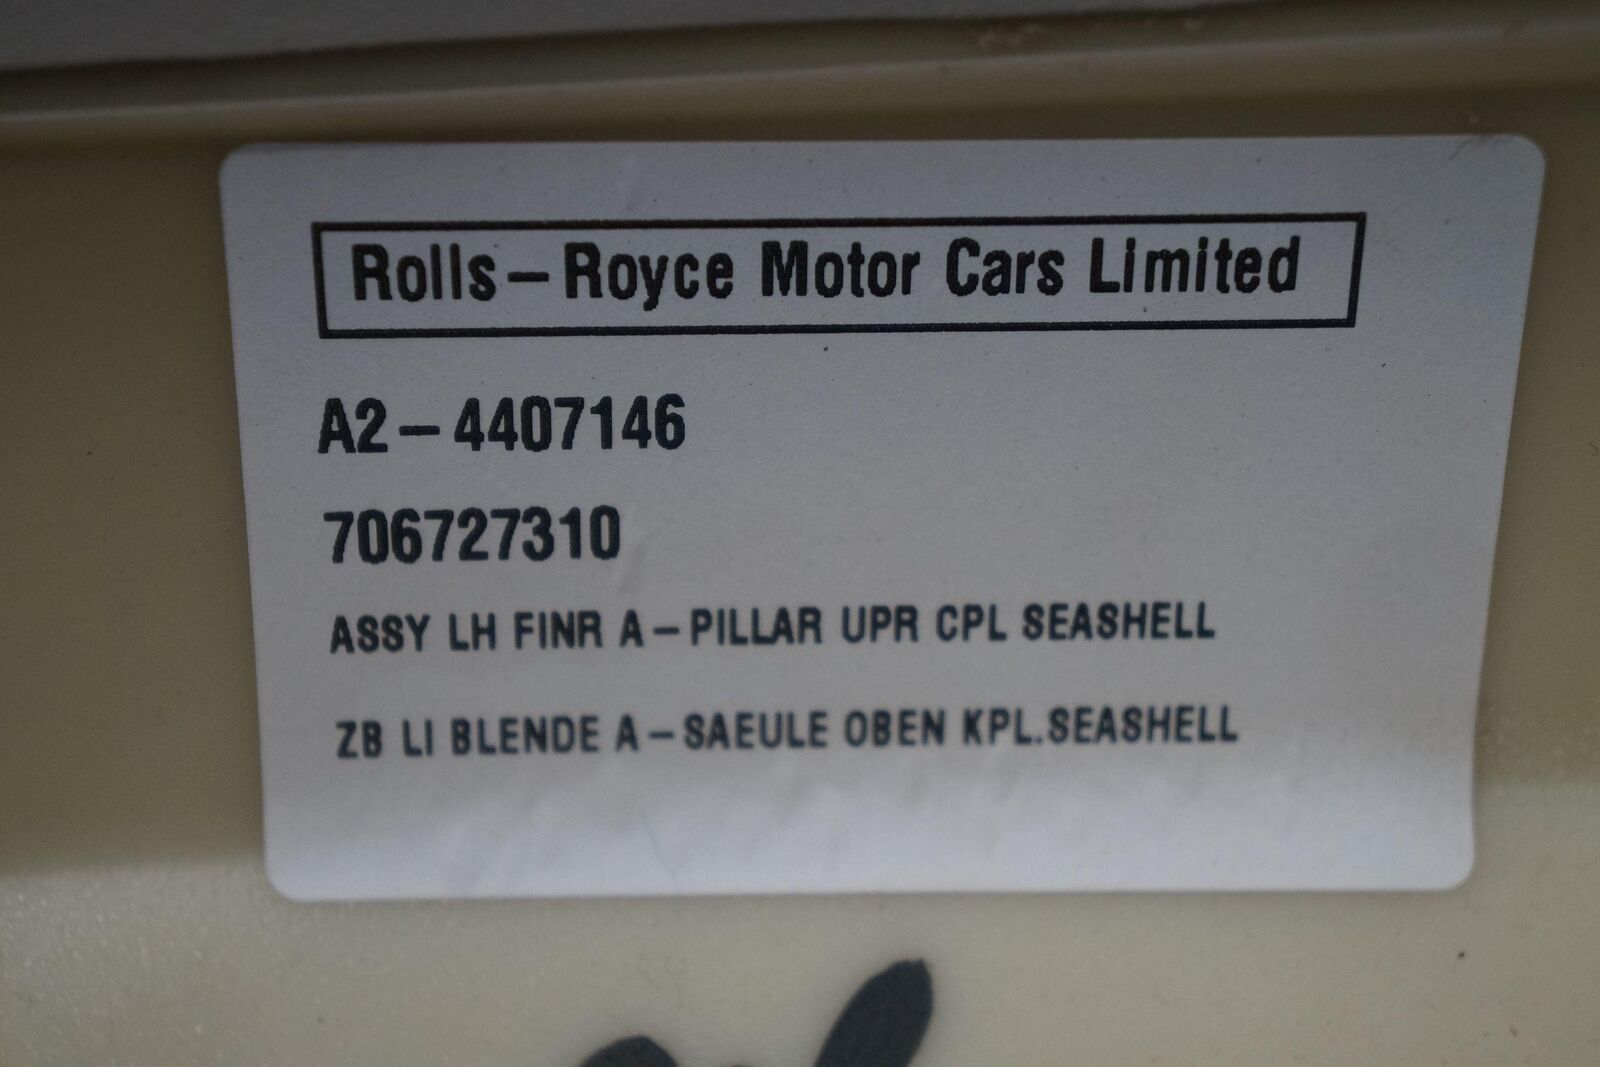 Rolls-Royce Motor Cars Limited
A2-4407146
706727310
ASSY LH FINR A-PILLAR UPR CPL SEASHELL
ZB LI BLENDE A-SAEULE OBEN KPL.SEASHELL